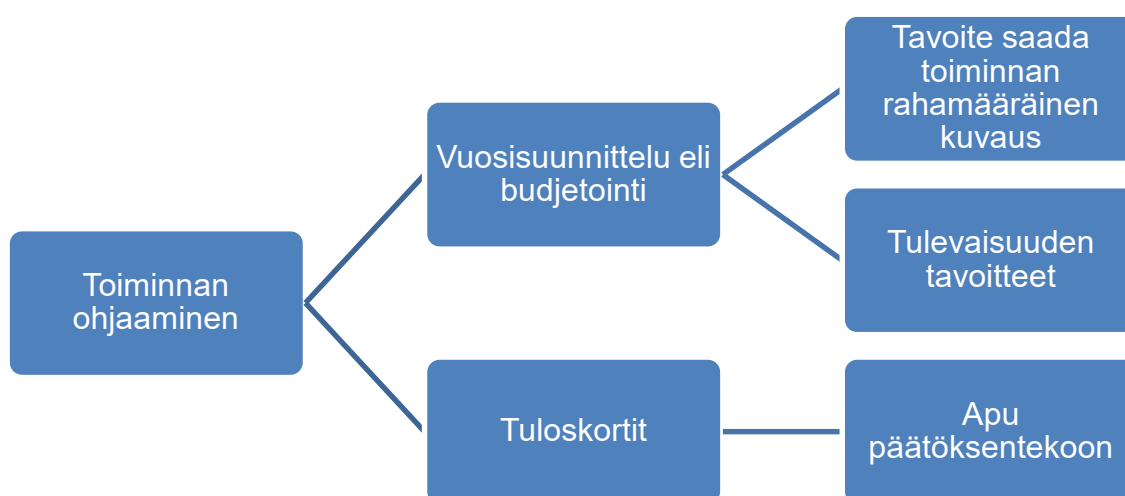 Toiminnan
ohjaaminen
Vuosisuunnittelu eli
budjetointi
Tavoite saada
toiminnan
rahamääräinen
kuvaus
Tulevaisuuden
tavoitteet
Tuloskortit
Apu
päätöksentekoon